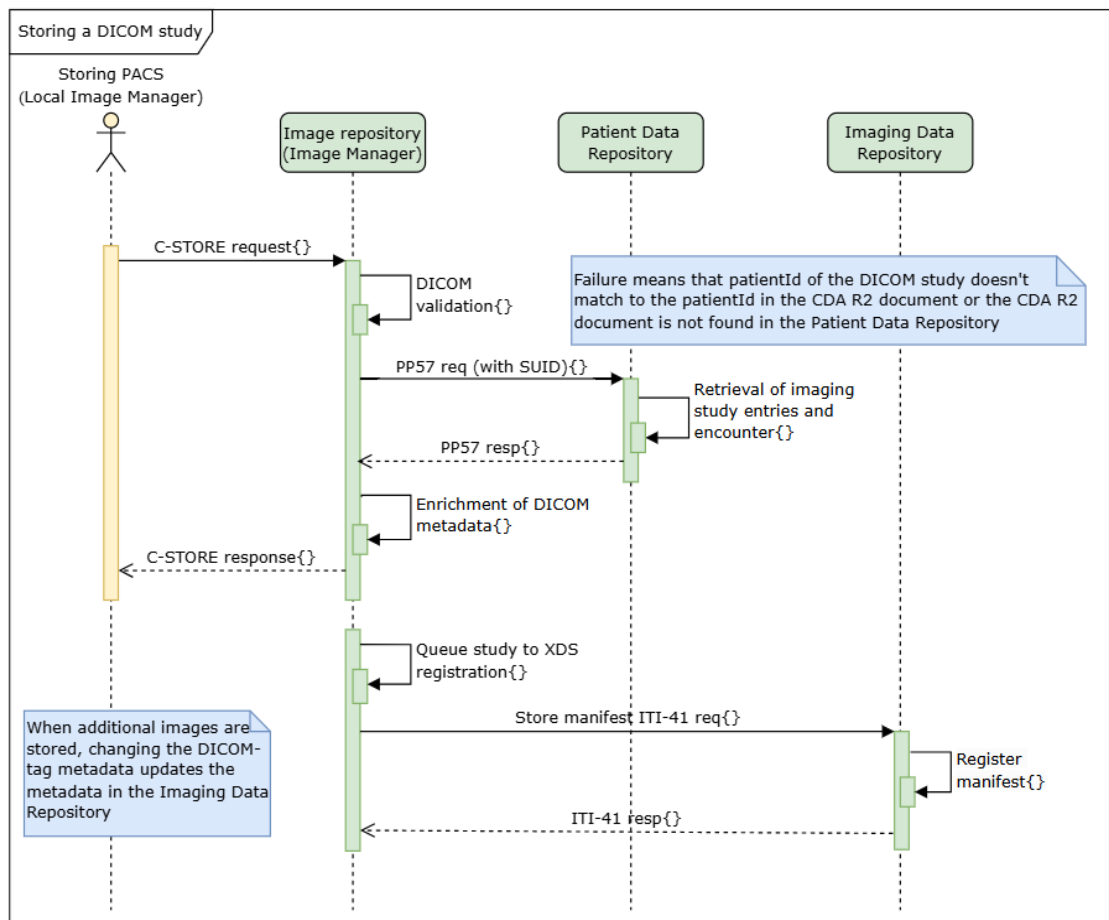 Storing a DICOM study
Storing PACS
(Local Image Manager)
Image repository
(Image Manager)
Patient Data
Repository
Imaging Data
Repository
C-STORE request{}
DICOM
validation{}
Failure means that patientId of the DICOM study doesn't
match to the patientId in the CDA R2 document or the CDA R2
document is not found in the Patient Data Repository
PP57 req (with SUID){}
Retrieval of imaging
study entries and
encounter{}
PP57 resp{}
Enrichment of DICOM
metadata{}
C-STORE response{}
Queue study to XDS
registration{}
When additional images are
stored, changing the DICOM-
tag metadata updates the
metadata in the Imaging Data
Repository
Store manifest ITI-41 req{}
Register
manifest{}
ITI-41 resp{}